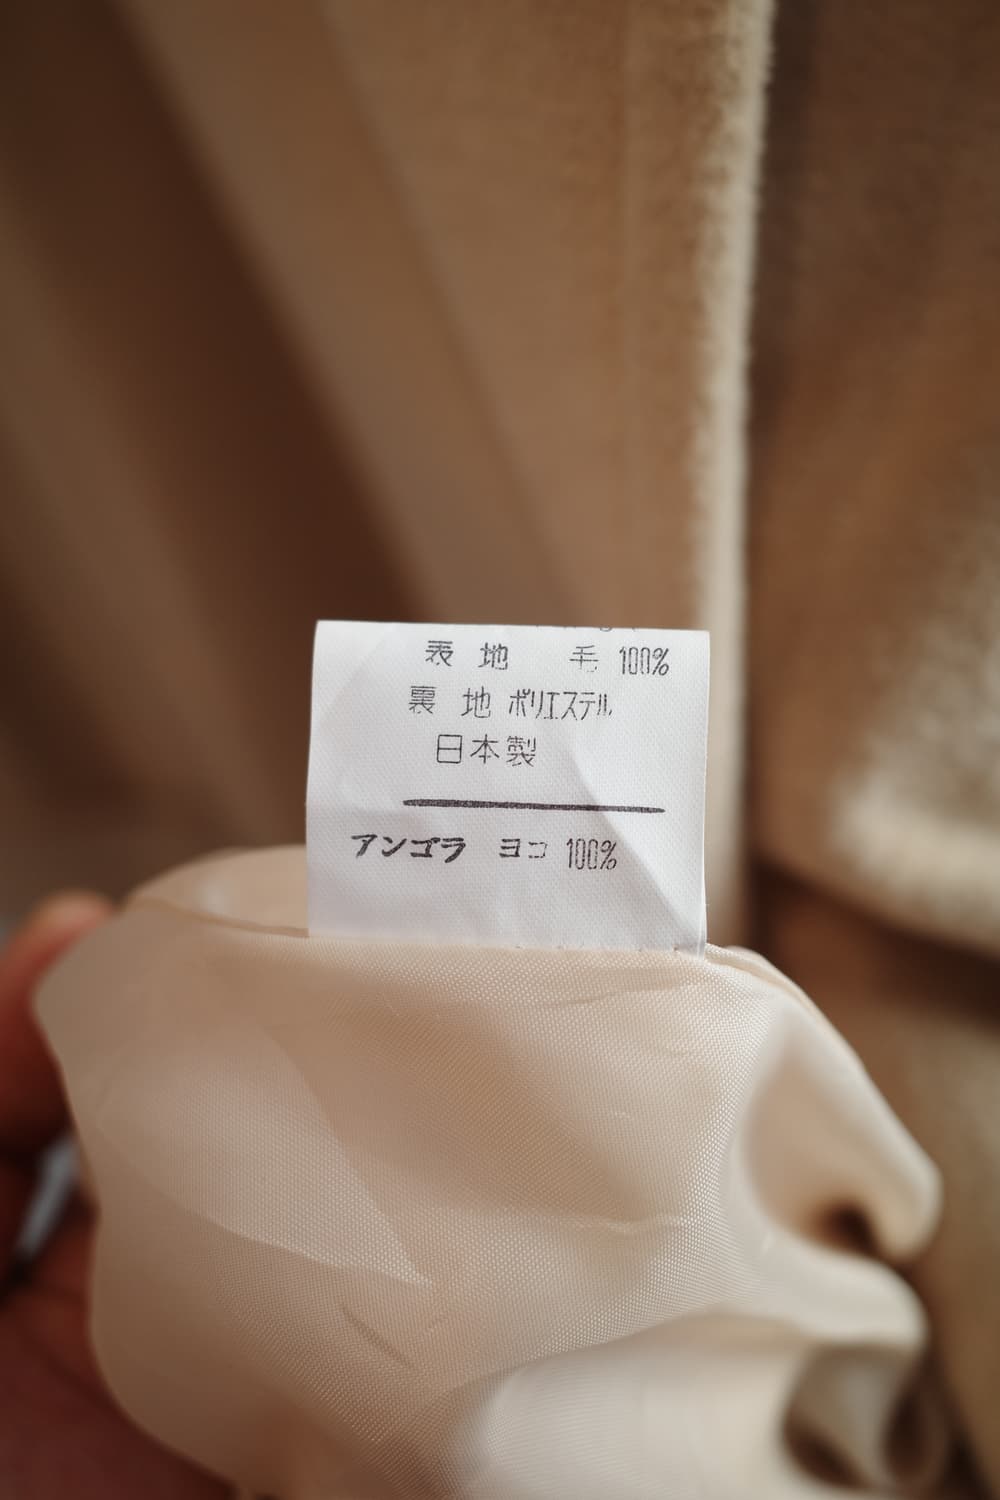 表 地 毛 100%
裏 地 ポリエステル
日本製
アンゴラ ヨコ 100%